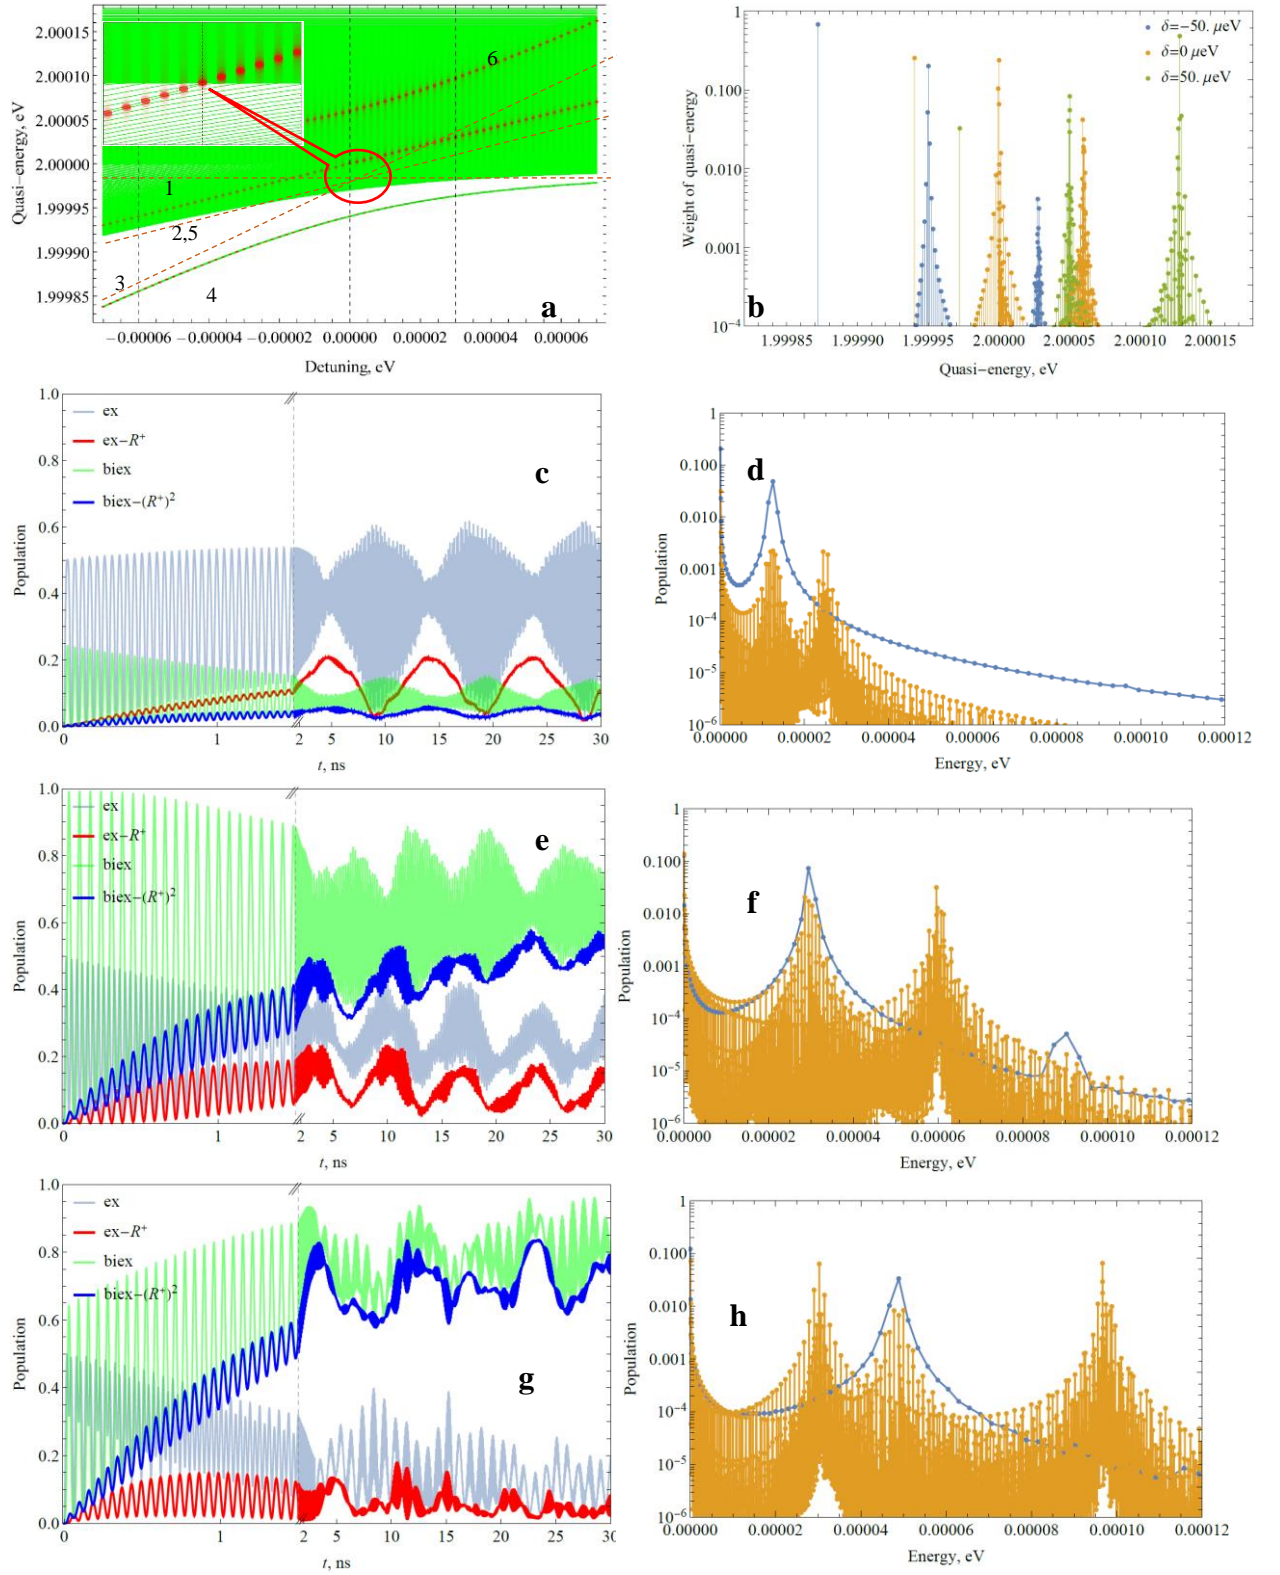 2.00015
2.00010
2.00005
2.00000
1.99995
1.99990
1.99985
Quasi−energy, eV
6
1
2,5
3
4
a
−0.00006 −0.00004 −0.00002 0.00000 0.00002 0.00004 0.00006
Detuning, eV
1
0.100
0.010
0.001
10⁻⁴
Weight of quasi−energy
δ=−50. μeV
δ=0 μeV
δ=50. μeV
b
1.99985 1.99990 1.99995 2.00000 2.00005 2.00010 2.00015
Quasi−energy, eV
1.0
0.8
0.6
0.4
0.2
0.0
Population
ex
ex−R⁺
biex
biex−(R⁺)²
c
0 1 2 5 10 15 20 25 30
t, ns
1
0.100
0.010
0.001
10⁻⁴
10⁻⁵
10⁻⁶
Population
d
0.00000 0.00002 0.00004 0.00006 0.00008 0.00010 0.00012
Energy, eV
1.0
0.8
0.6
0.4
0.2
0.0
Population
ex
ex−R⁺
biex
biex−(R⁺)²
e
0 1 2 5 10 15 20 25 30
t, ns
1
0.100
0.010
0.001
10⁻⁴
10⁻⁵
10⁻⁶
Population
f
0.00000 0.00002 0.00004 0.00006 0.00008 0.00010 0.00012
Energy, eV
1.0
0.8
0.6
0.4
0.2
0.0
Population
ex
ex−R⁺
biex
biex−(R⁺)²
g
0 1 2 5 10 15 20 25 30
t, ns
1
0.100
0.010
0.001
10⁻⁴
10⁻⁵
10⁻⁶
Population
h
0.00000 0.00002 0.00004 0.00006 0.00008 0.00010 0.00012
Energy, eV